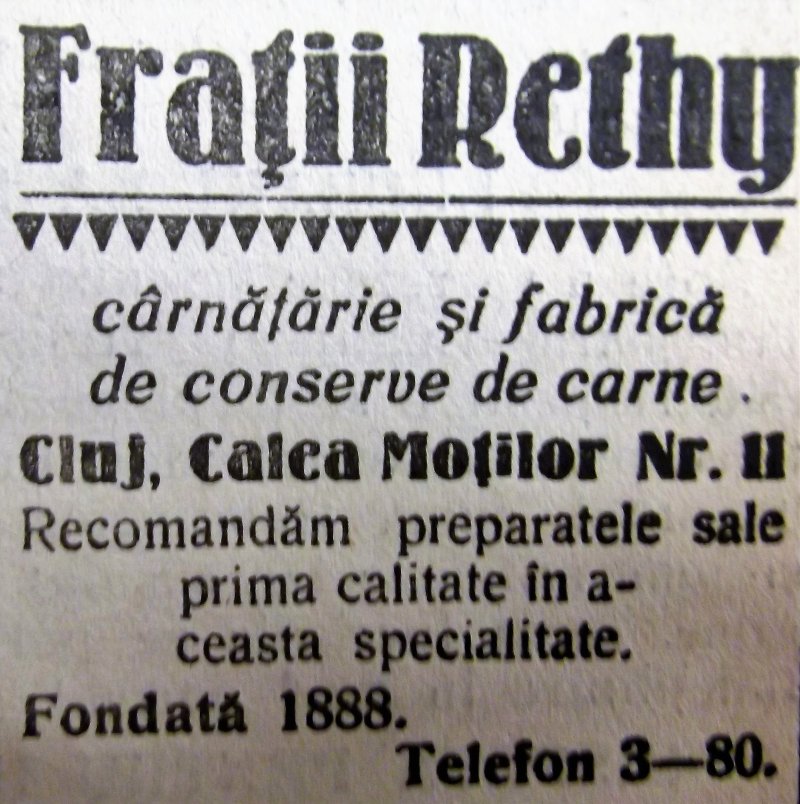 Frații Rethy
cârnățărie și fabrică
de conserve de carne.
Cluj, Calea Moților Nr. 11
Recomandăm preparatele sale
prima calitate în a-
ceasta specialitate.
Fondată 1888.
Telefon 3—80.